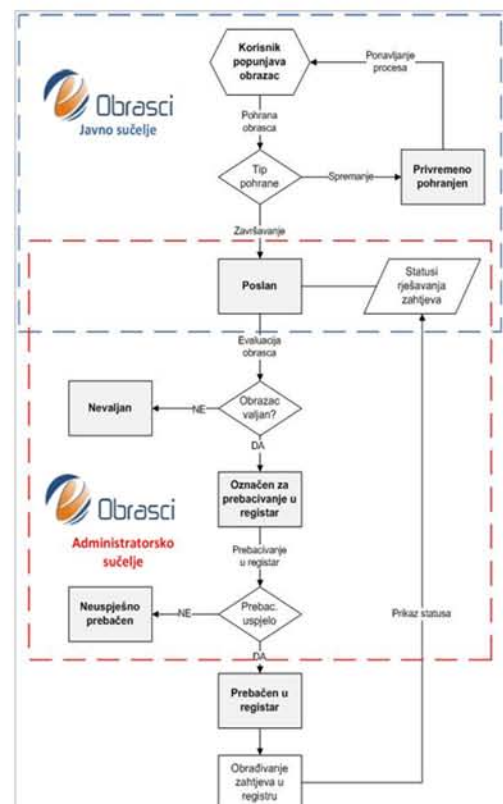 Korisnik
popunjava
obrazac
Ponavljanje
procesa
e Obrasci
Javno sučelje
Pohrana
obrasca
Tip
pohrane
Spremanje
Privremeno
pohranjen
Završavanje
Poslan
Statusi
rješavanja
zahtjeva
Evaluacija
obrasca
Nevaljan
NE
Obrazac
valjan?
DA
Označen za
prebacivanje u
registar
e Obrasci
Administratorsko
sučelje
Prebacivanje
u registar
Neuspješno
prebačen
NE
Prebac.
uspjelo
Prikaz statusa
DA
Prebačen u
registar
Obrađivanje
zahtjeva u
registru